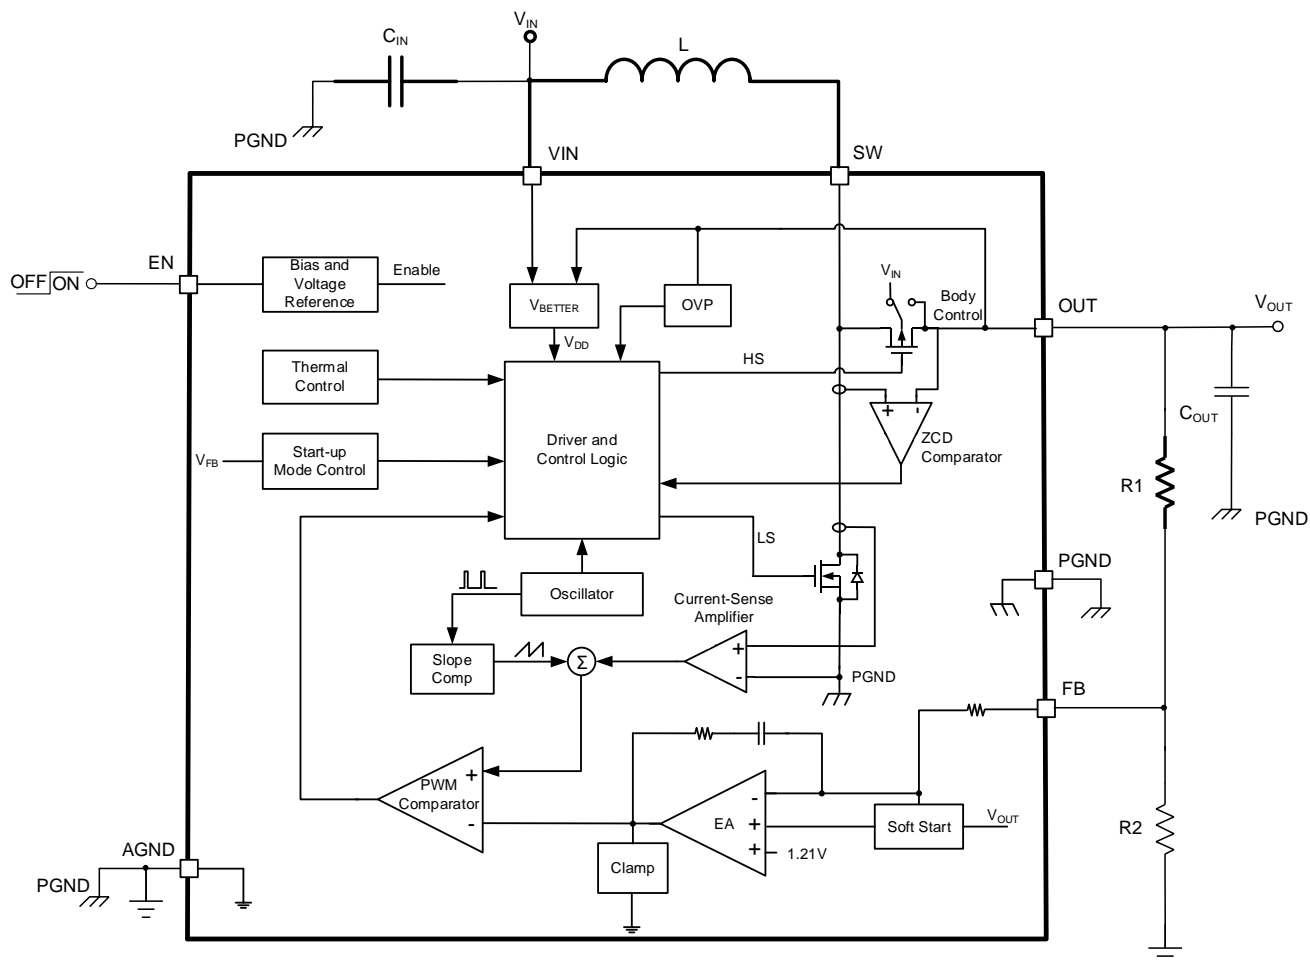 VIN
CIN
L
PGND
VIN
SW
EN
OFF ON
Bias and
Voltage
Reference
Enable
VBETTER
OVP
VIN
Body
Control
OUT
VOUT
VDD
HS
Thermal
Control
COUT
+
-
Driver and
Control Logic
ZCD
Comparator
VFB
Start-up
Mode Control
R1
PGND
LS
PGND
Oscillator
Current-Sense
Amplifier
+
Slope
Comp
Σ
-
PGND
FB
+
PWM
Comparator
-
-
EA
+
+
1.21V
Soft Start
VOUT
R2
AGND
Clamp
PGND